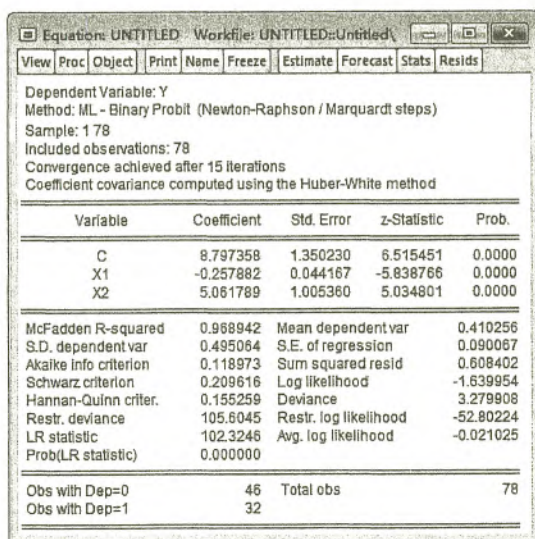 Equation: UNTITLED Workfile: UNTITLED::Untitled\
View Proc Object Print Name Freeze Estimate Forecast Stats Resids
Dependent Variable: Y
Method: ML - Binary Probit (Newton-Raphson / Marquardt steps)
Sample: 1 78
Included observations: 78
Convergence achieved after 15 iterations
Coefficient covariance computed using the Huber-White method
Variable Coefficient Std. Error z-Statistic Prob.
C 8.797358 1.350230 6.515451 0.0000
X1 -0.257882 0.044167 -5.838766 0.0000
X2 5.061789 1.005360 5.034801 0.0000
McFadden R-squared 0.968942 Mean dependent var 0.410256
S.D. dependent var 0.495064 S.E. of regression 0.090067
Akaike info criterion 0.118973 Sum squared resid 0.608402
Schwarz criterion 0.209616 Log likelihood -1.639954
Hannan-Quinn criter. 0.155259 Deviance 3.279908
Restr. deviance 105.6045 Restr. log likelihood -52.80224
LR statistic 102.3246 Avg. log likelihood -0.021025
Prob(LR statistic) 0.000000
Obs with Dep=0 46 Total obs 78
Obs with Dep=1 32